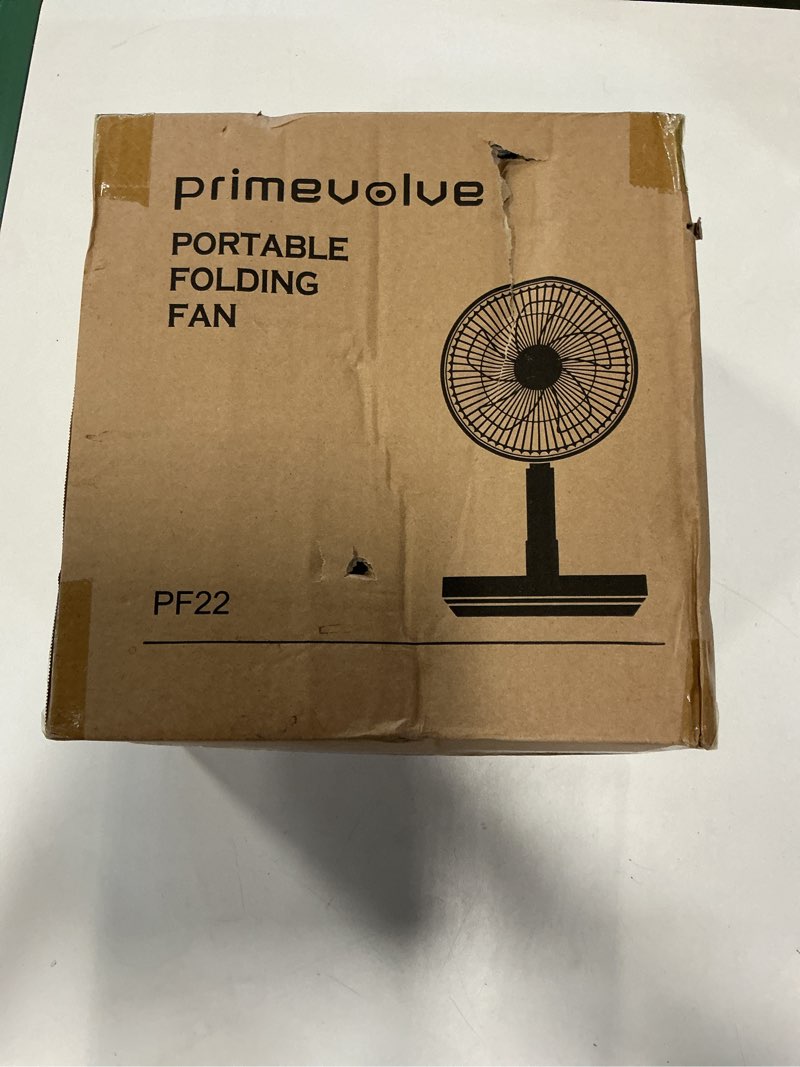 primevolve
PORTABLE
FOLDING
FAN
PF22